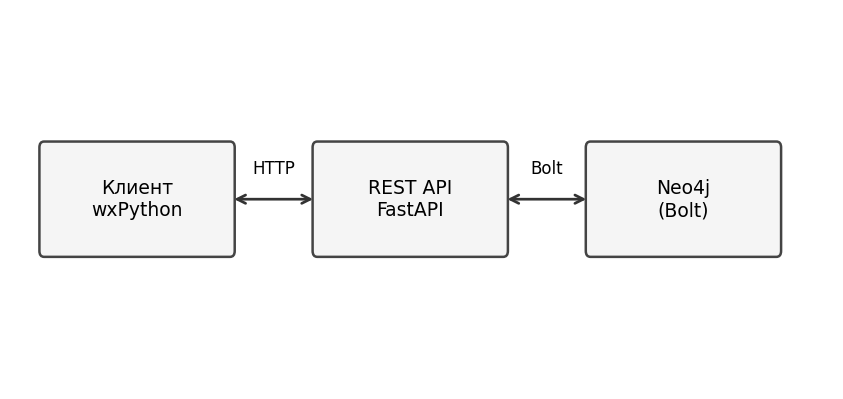 Клиент
wxPython
HTTP
REST API
FastAPI
Bolt
Neo4j
(Bolt)